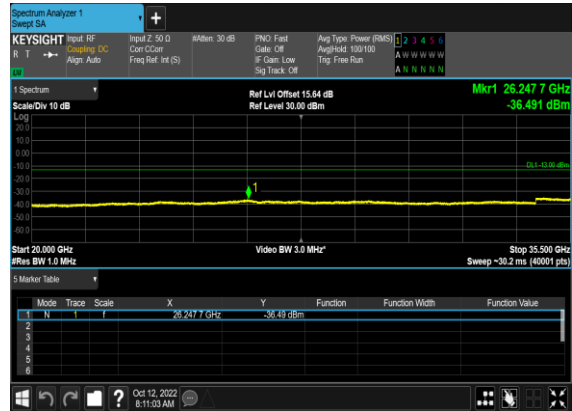 Spectrum Analyzer 1
Swept SA
KEYSIGHT Input: RF Input Z: 50 Ω #Atten: 30 dB PNO: Fast Avg Type: Power (RMS) 1 2 3 4 5 6
R T Coupling: DC Corr CCorr Gate: Off Avg|Hold: 100/100 A W W W W W
Align: Auto Freq Ref: Int (S) IF Gain: Low Trig: Free Run
Sig Track: Off A N N N N N
1 Spectrum
Ref Lvl Offset 15.64 dB Mkr1 26.247 7 GHz
Scale/Div 10 dB Ref Level 30.00 dBm -36.491 dBm
Log
20.0
10.0
0.00
-10.0
DL1 -13.00 dBm
-20.0
-30.0
1
-40.0
-50.0
-60.0
Start 20.000 GHz Video BW 3.0 MHz* Stop 35.500 GHz
#Res BW 1.0 MHz Sweep ~30.2 ms (40001 pts)
5 Marker Table
Mode Trace Scale X Y Function Function Width Function Value
1 N 1 f 26.247 7 GHz -36.49 dBm
2
3
4
5
6
? Oct 12, 2022
8:11:03 AM